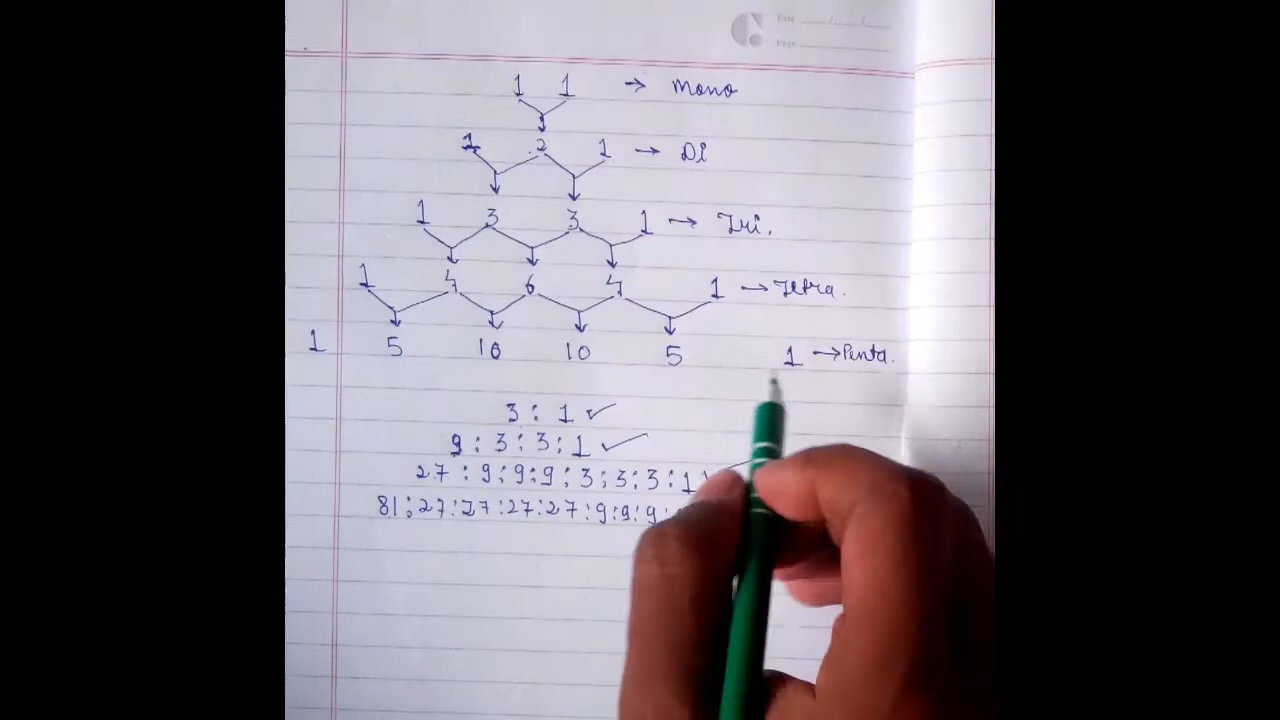 Date
Page
1 1 → Mono
1 2 1 → Di
1 3 3 1 → Tri.
1 4 6 4 1 → Tetra.
1 5 10 10 5 1 → Penta.
3 : 1 ✓
9 : 3 : 3 : 1 ✓
27 : 9 : 9 : 9 : 3 : 3 : 3 : 1
81 : 27 : 27 : 27 : 27 : 9 : 9 : 9 :